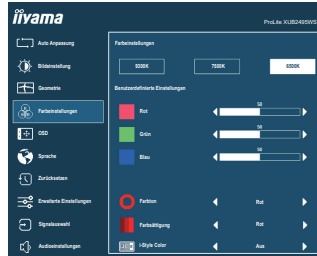 iiyama
ProLite XUB2495WS
Auto Anpassung
Bildeinstellung
Geometrie
Farbeinstellungen
OSD
Sprache
Zurücksetzen
Erweiterte Einstellungen
Signalauswahl
Audioeinstellungen
Farbeinstellungen
9300K 7500K 6500K
Benutzerdefinierte Einstellungen
50
Rot
50
Grün
50
Blau
Farbton Rot
Farbsättigung Rot
i-Style Color Aus